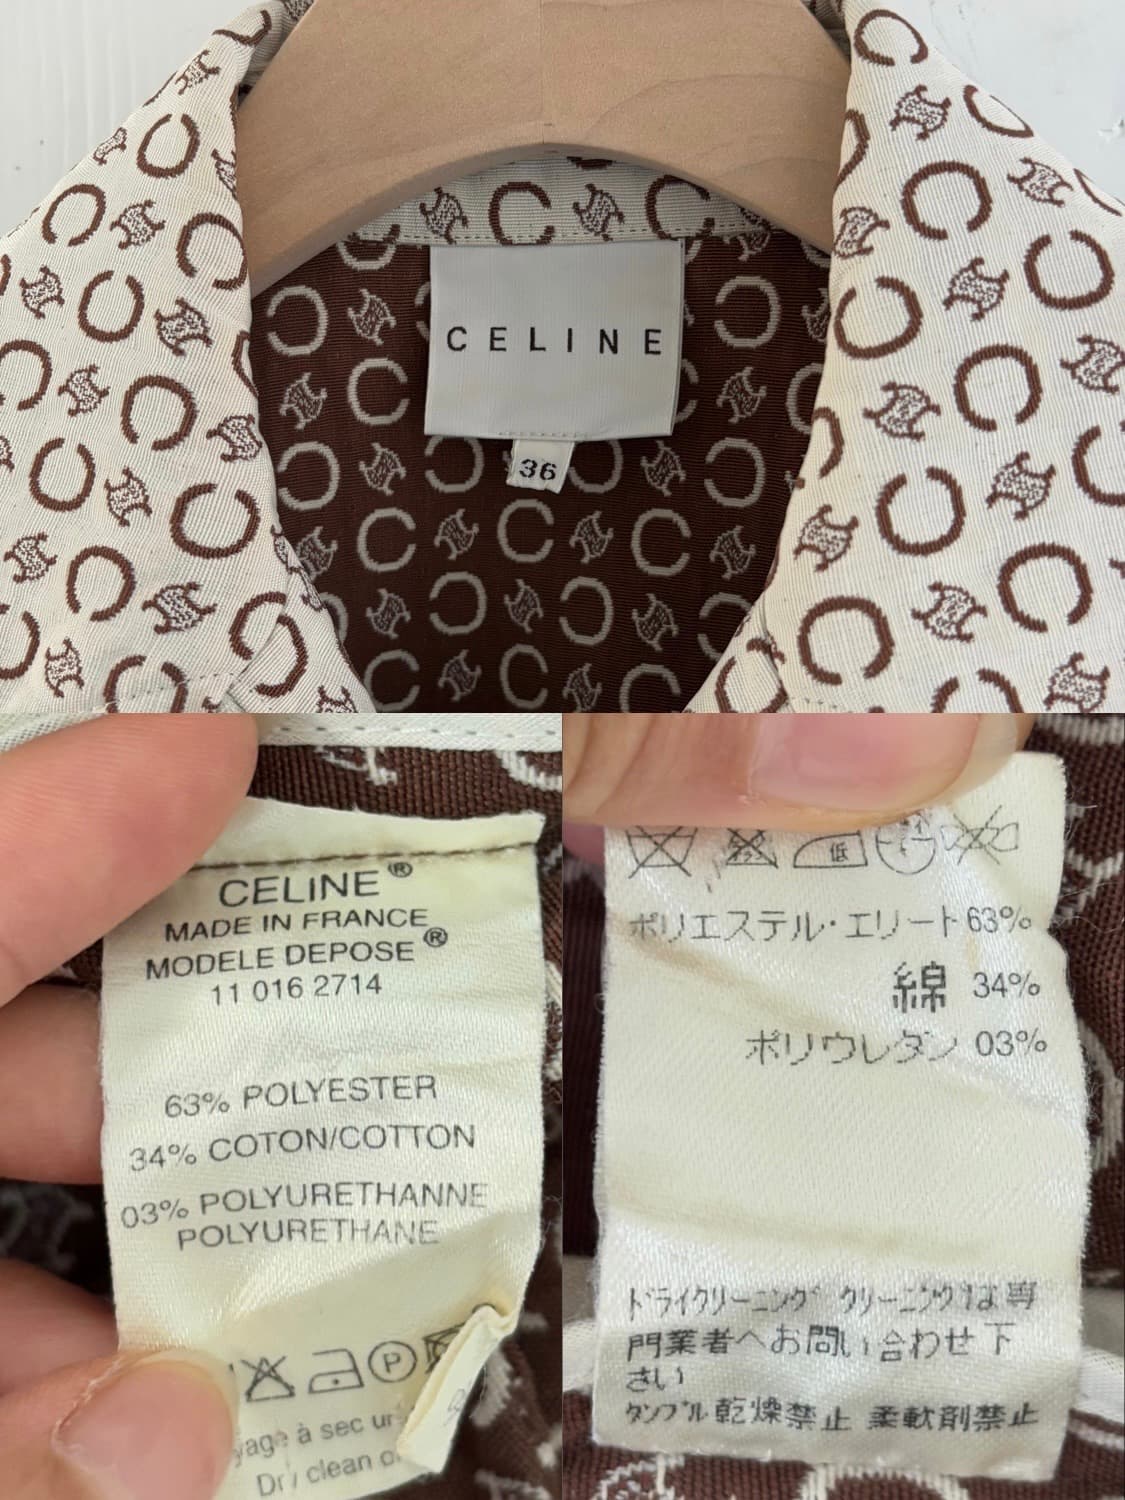 CELINE
36
CELINE®
MADE IN FRANCE
MODELE DEPOSE®
11 016 2714
63% POLYESTER
34% COTON/COTTON
03% POLYURETHANNE
POLYURETHANE
P
à sec
clean
低
ポリエステル・エリート 63%
綿 34%
ポリウレタン 03%
ドライクリーニング クリーニングは専
門業者へお問い合わせ下
さい
タンブル乾燥禁止 柔軟剤禁止